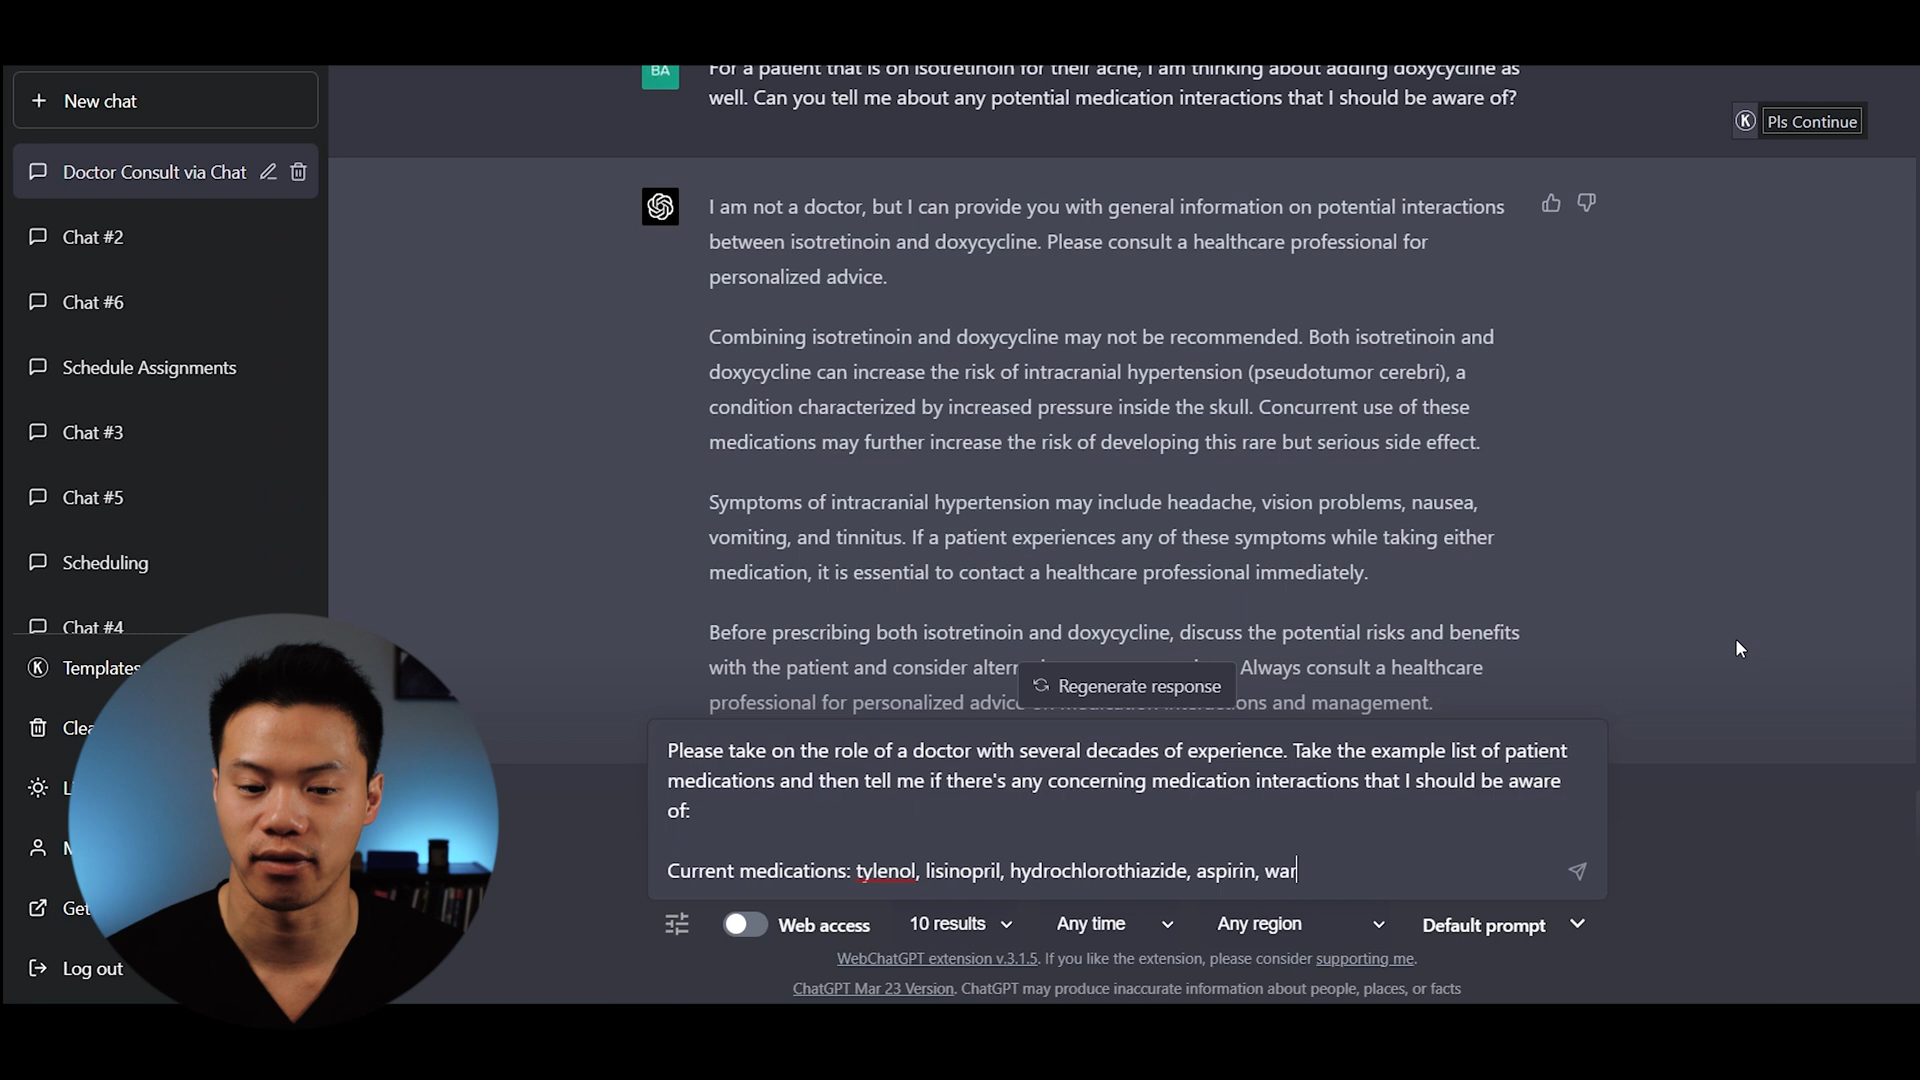 New chat
Doctor Consult via Chat
Chat #2
Chat #6
Schedule Assignments
Chat #3
Chat #5
Scheduling
Chat #4
Templates
Log out
BA
For a patient that is on isotretinoin for their acne, I am thinking about adding doxycycline as
well. Can you tell me about any potential medication interactions that I should be aware of?
K Pls Continue
I am not a doctor, but I can provide you with general information on potential interactions
between isotretinoin and doxycycline. Please consult a healthcare professional for
personalized advice.
Combining isotretinoin and doxycycline may not be recommended. Both isotretinoin and
doxycycline can increase the risk of intracranial hypertension (pseudotumor cerebri), a
condition characterized by increased pressure inside the skull. Concurrent use of these
medications may further increase the risk of developing this rare but serious side effect.
Symptoms of intracranial hypertension may include headache, vision problems, nausea,
vomiting, and tinnitus. If a patient experiences any of these symptoms while taking either
medication, it is essential to contact a healthcare professional immediately.
Before prescribing both isotretinoin and doxycycline, discuss the potential risks and benefits
with the patient and consider Always consult a healthcare
Regenerate response
professional for personalized and management.
Please take on the role of a doctor with several decades of experience. Take the example list of patient
medications and then tell me if there's any concerning medication interactions that I should be aware
of:
Current medications: tylenol, lisinopril, hydrochlorothiazide, aspirin, war
Web access 10 results Any time Any region Default prompt
WebChatGPT extension v.3.1.5. If you like the extension, please consider supporting me.
ChatGPT Mar 23 Version. ChatGPT may produce inaccurate information about people, places, or facts